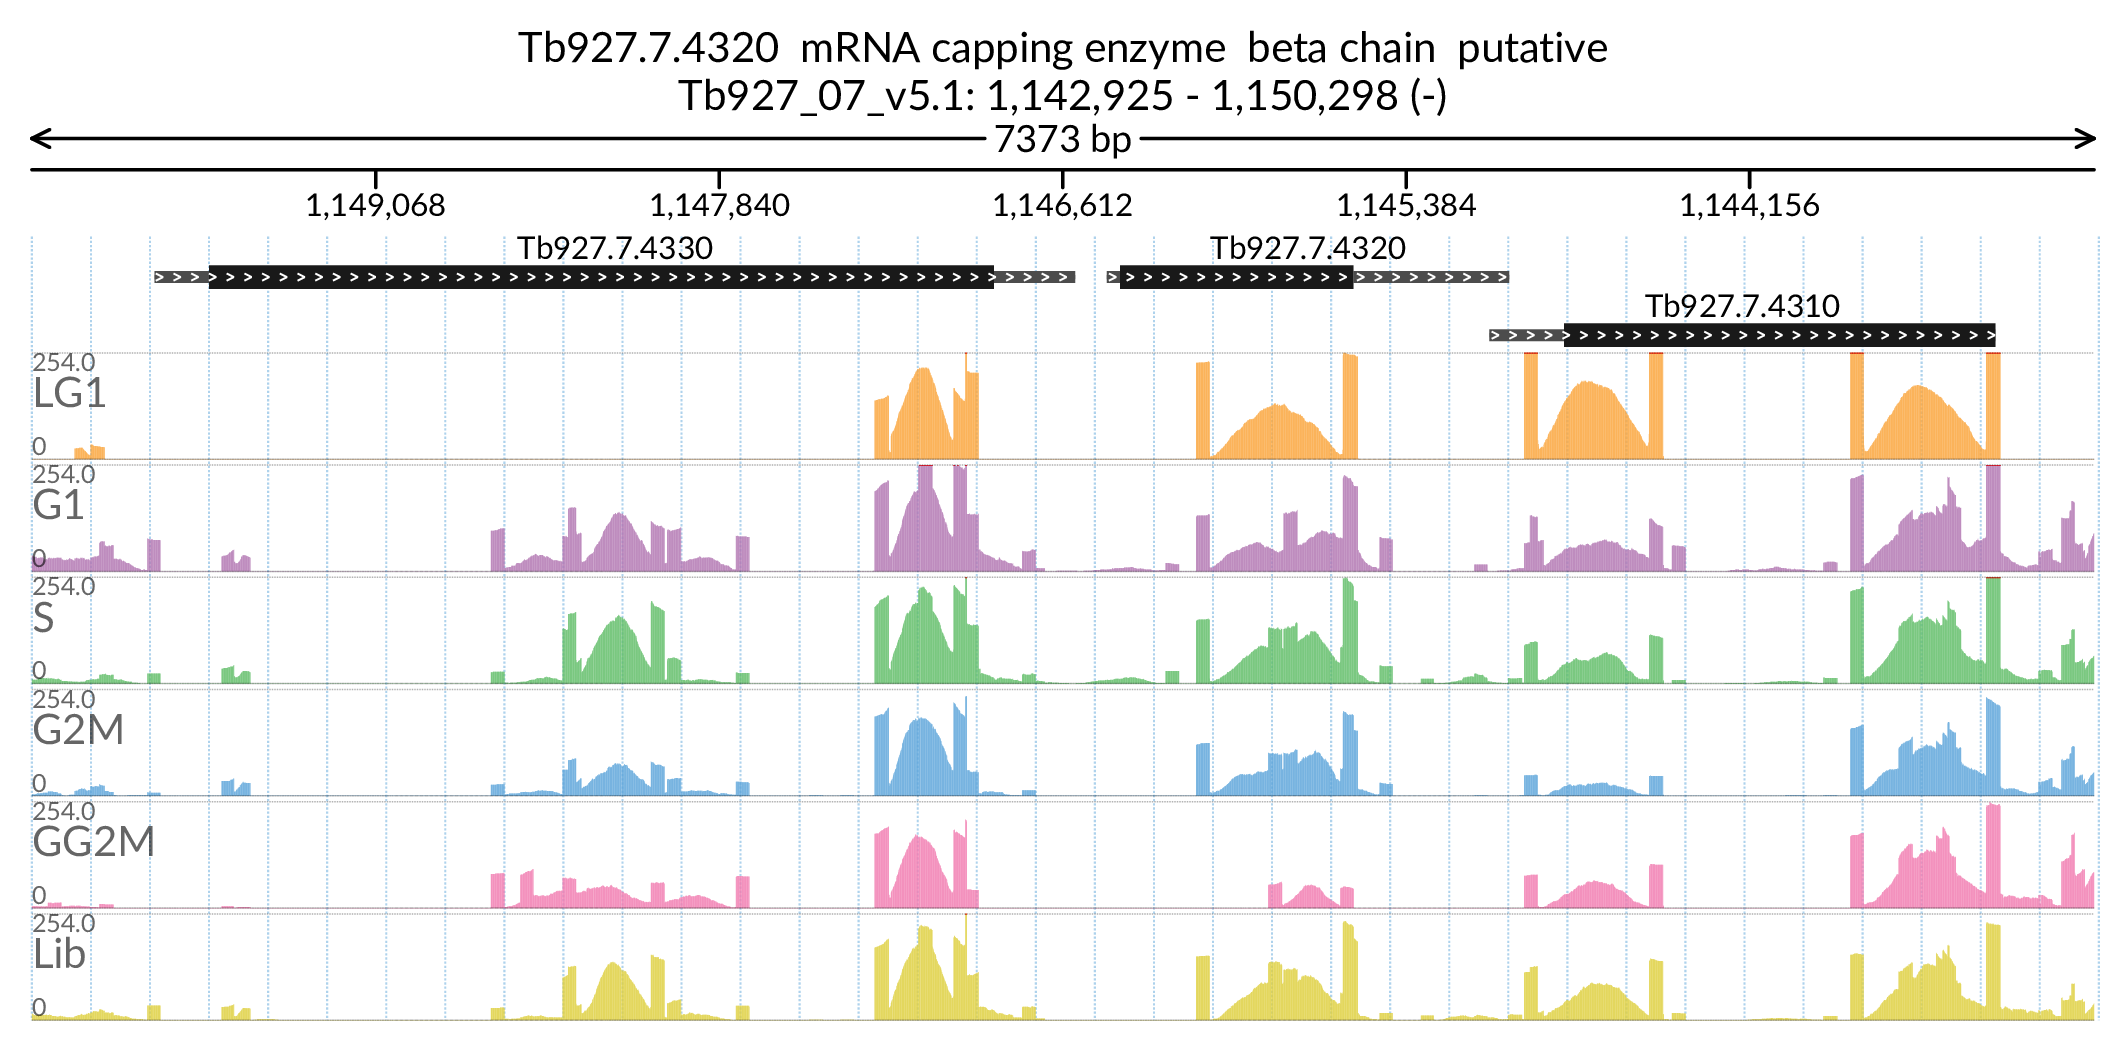 Tb927.7.4320  mRNA capping enzyme  beta chain  putative
Tb927_07_v5.1: 1,142,925 - 1,150,298 (-)
7373 bp
1,149,068 1,147,840 1,146,612 1,145,384 1,144,156
Tb927.7.4330 Tb927.7.4320
Tb927.7.4310
254.0
LG1
0
254.0
G1
0
254.0
S
0
254.0
G2M
0
254.0
GG2M
0
254.0
Lib
0